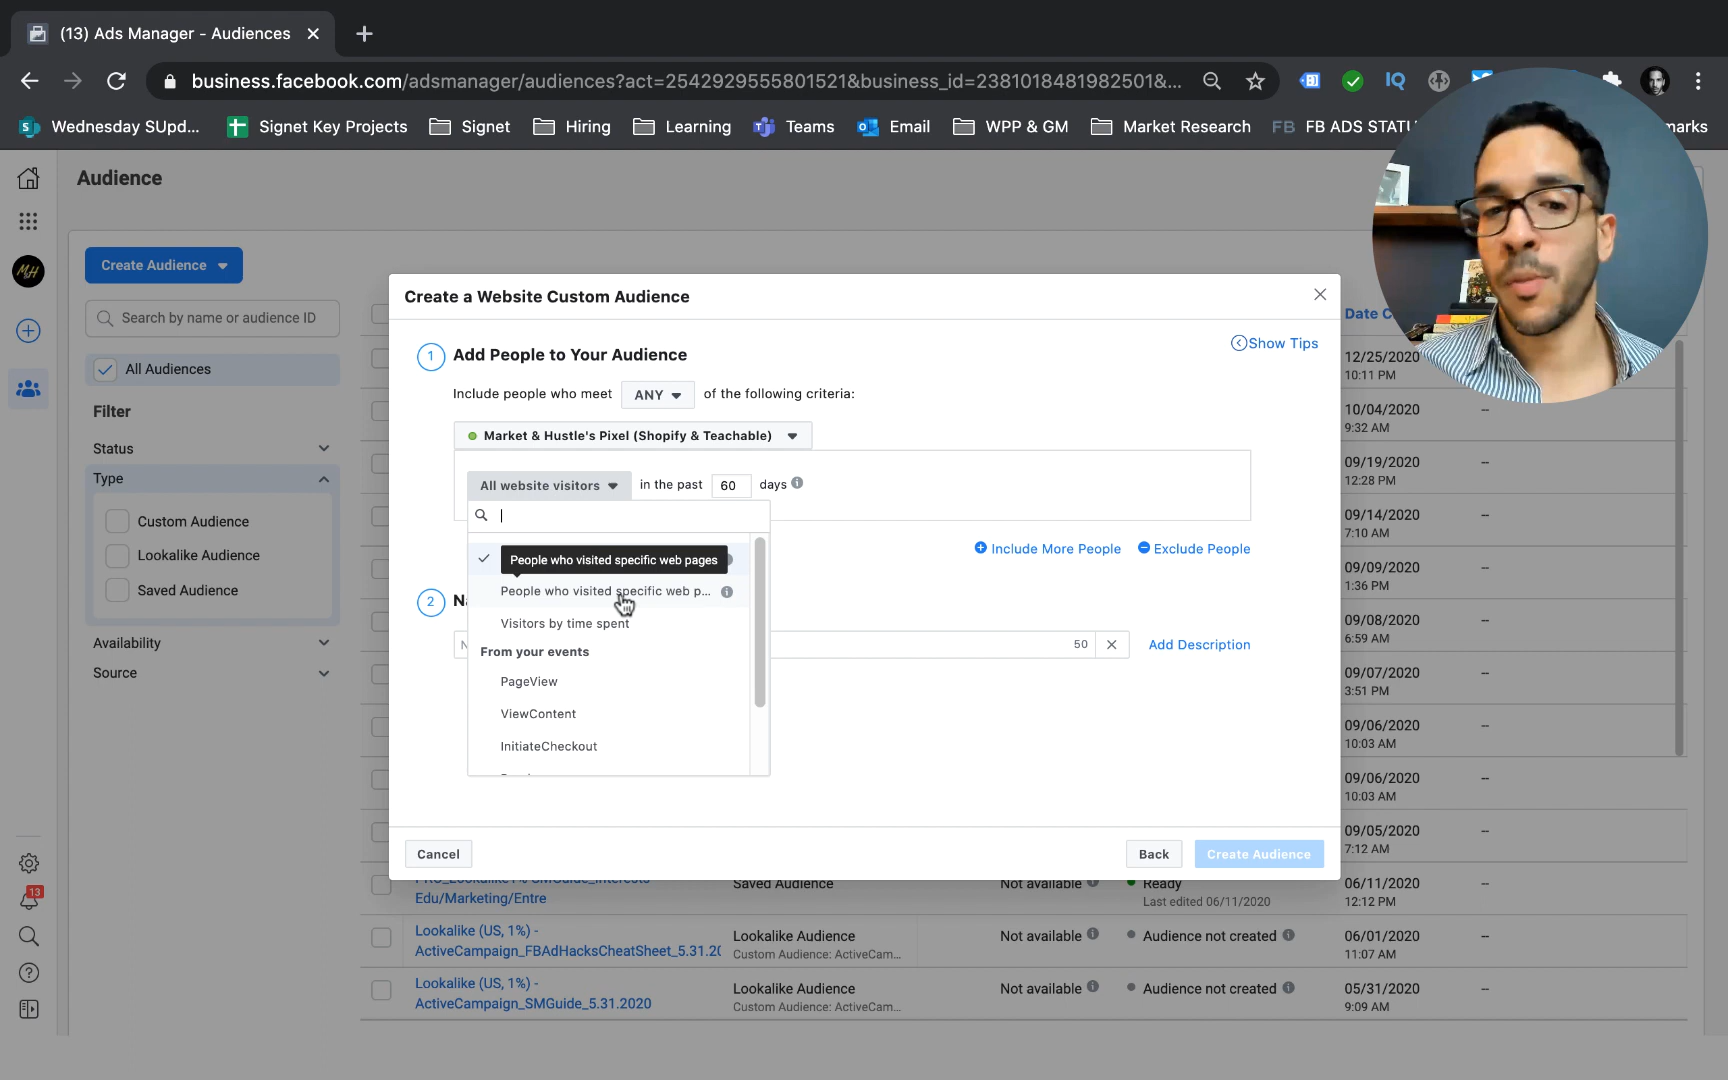 (13) Ads Manager - Audiences
business.facebook.com/adsmanager/audiences?act=2542929555801521&business_id=2381018481982501&...
IQ
Wednesday SUpd...
Signet Key Projects
Signet
Hiring
Learning
Teams
Email
WPP & GM
Market Research
FB FB ADS STATU
marks
Audience
Create Audience
Search by name or audience ID
All Audiences
Filter
Status
Type
Custom Audience
Lookalike Audience
Saved Audience
Availability
Source
MH
13
Create a Website Custom Audience
Show Tips
1 Add People to Your Audience
Include people who meet ANY of the following criteria:
Market & Hustle's Pixel (Shopify & Teachable)
All website visitors in the past 60 days
People who visited specific web pages
People who visited specific web p...
Visitors by time spent
From your events
PageView
ViewContent
InitiateCheckout
Include More People Exclude People
2
50
Add Description
Cancel
Back
Create Audience
Date C
12/25/2020
10:11 PM
--
10/04/2020
9:32 AM
--
09/19/2020
12:28 PM
--
09/14/2020
7:10 AM
--
09/09/2020
1:36 PM
--
09/08/2020
6:59 AM
--
09/07/2020
3:51 PM
--
09/06/2020
10:03 AM
--
09/06/2020
10:03 AM
--
09/05/2020
7:12 AM
--
Edu/Marketing/Entre
Saved Audience
Not available
Ready
Last edited 06/11/2020
06/11/2020
12:12 PM
--
Lookalike (US, 1%) -
ActiveCampaign_FBAdHacksCheatSheet_5.31.20
Lookalike Audience
Custom Audience: ActiveCam...
Not available
Audience not created
06/01/2020
11:07 AM
--
Lookalike (US, 1%) -
ActiveCampaign_SMGuide_5.31.2020
Lookalike Audience
Custom Audience: ActiveCam...
Not available
Audience not created
05/31/2020
9:09 AM
--